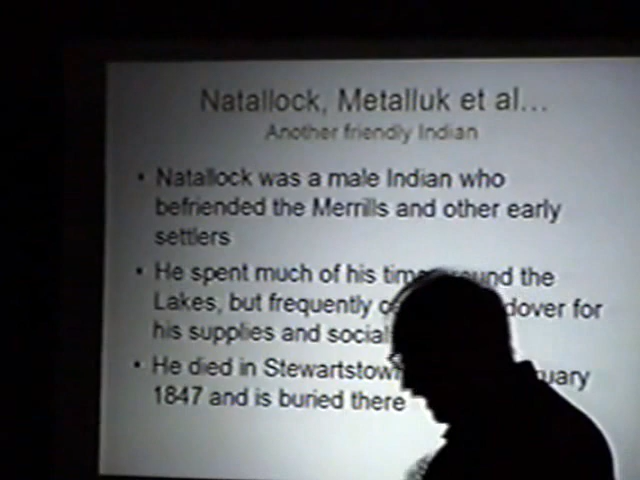 Natallock, Metalluk et al...
Another friendly Indian
• Natallock was a male Indian who
befriended the Merrills and other early
settlers
• He spent much of his time the
Lakes, but frequently for
his supplies and
• He died in
1847 and is buried there